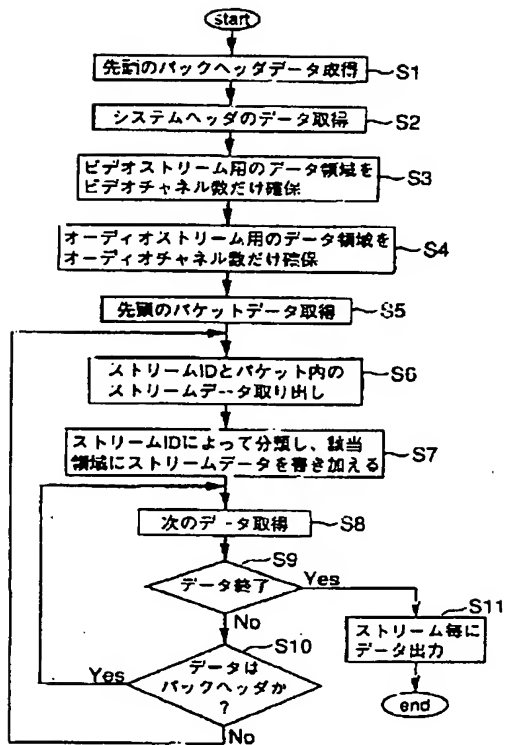 start
先頭のパックヘッダデータ取得
S1
システムヘッダのデータ取得
S2
ビデオストリーム用のデータ領域を
ビデオチャネル数だけ確保
S3
オーディオストリーム用のデータ領域を
オーディオチャネル数だけ確保
S4
先頭のパケットデータ取得
S5
ストリームIDとパケット内の
ストリームデータ取り出し
S6
ストリームIDによって分類し、該当
領域にストリームデータを書き加える
S7
次のデータ取得
S8
S9
データ終了
Yes
No
S10
データは
パックヘッダか
?
Yes
No
S11
ストリーム毎に
データ出力
end